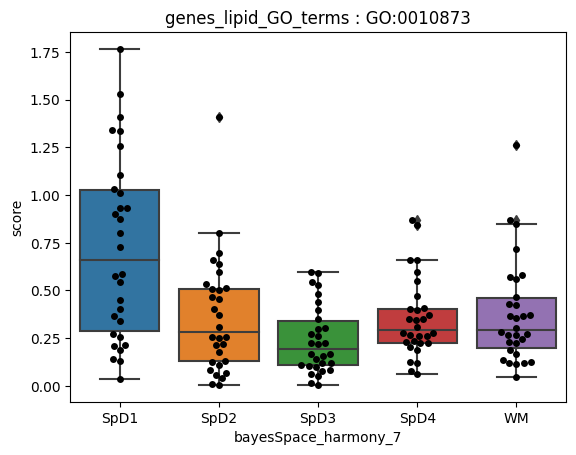 genes_lipid_GO_terms : GO:0010873
1.75
1.50
1.25
1.00
0.75
0.50
0.25
0.00
score
SpD1 SpD2 SpD3 SpD4 WM
bayesSpace_harmony_7